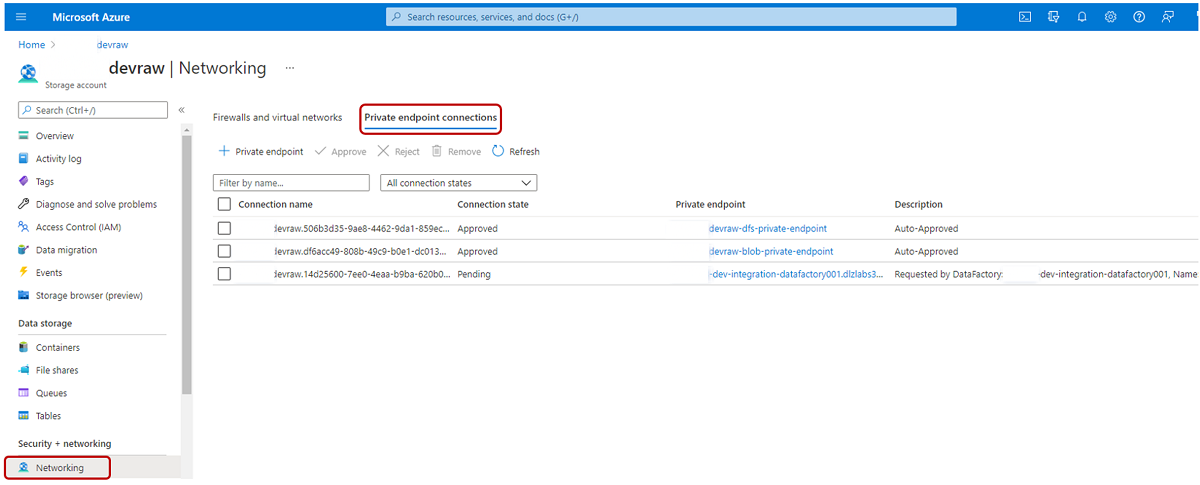 Microsoft Azure
Search resources, services, and docs (G+/)
Home > devraw
devraw | Networking ...
Storage account
Search (Ctrl+/)
«
Overview
Activity log
Tags
Diagnose and solve problems
Access Control (IAM)
Data migration
Events
Storage browser (preview)
Data storage
Containers
File shares
Queues
Tables
Security + networking
Networking
Firewalls and virtual networks Private endpoint connections
+ Private endpoint Approve Reject Remove Refresh
Filter by name... All connection states
Connection name Connection state Private endpoint Description
devraw.506b3d35-9ae8-4462-9da1-859ec... Approved devraw-dfs-private-endpoint Auto-Approved
devraw.df6acc49-808b-49c9-b0e1-dc013... Approved devraw-blob-private-endpoint Auto-Approved
devraw.14d25600-7ee0-4eaa-b9ba-620b0... Pending -dev-integration-datafactory001.dlzlabs3... Requested by DataFactory: -dev-integration-datafactory001, Name